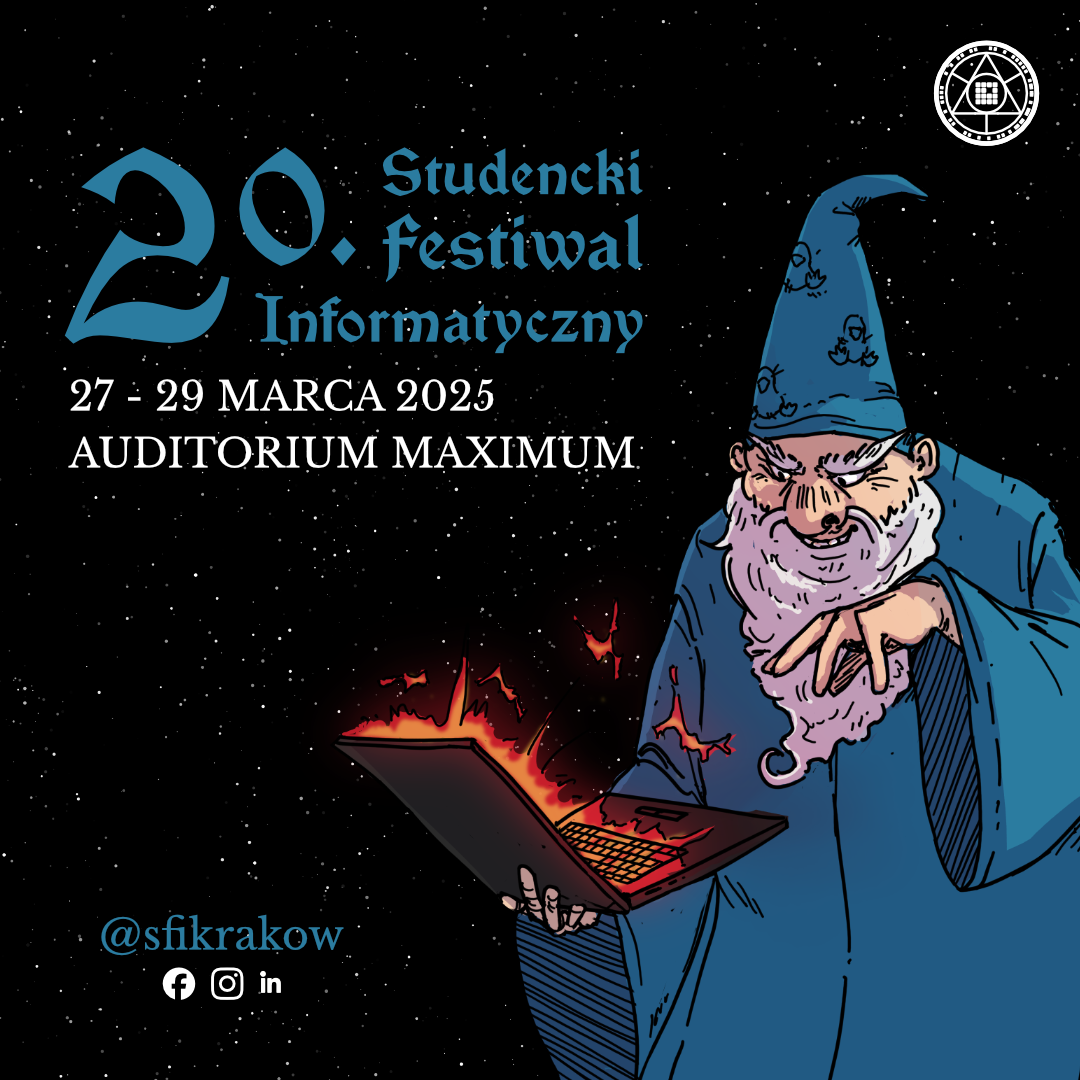 20. Studencki
Festiwal
Informatyczny
27 - 29 MARCA 2025
AUDITORIUM MAXIMUM
@sfikrakow
in